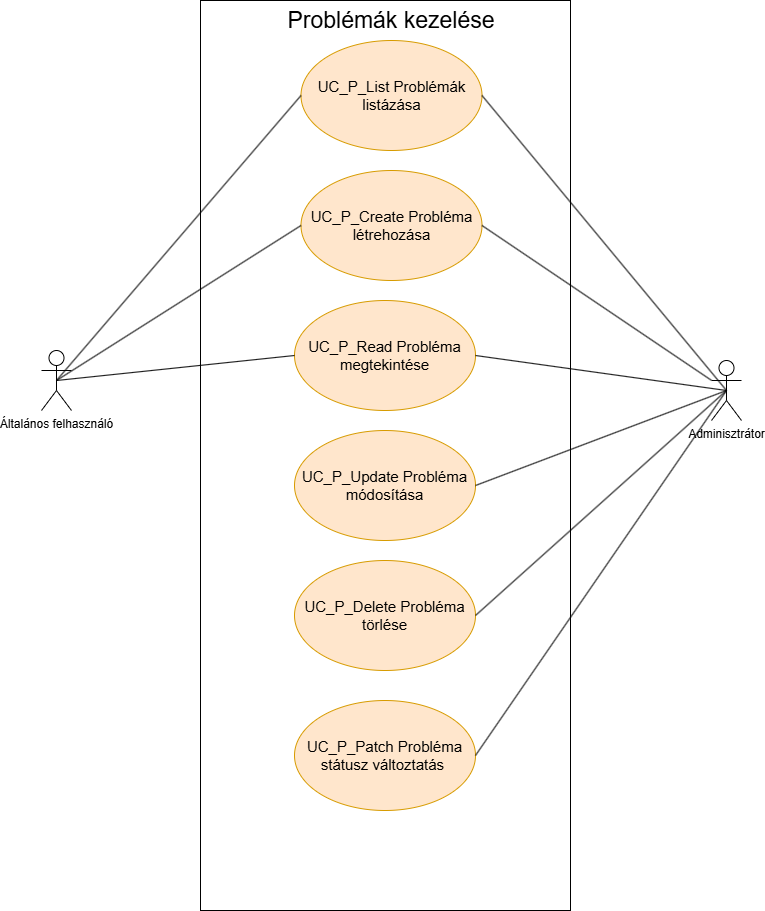 Problémák kezelése
UC_P_List Problémák
listázása
UC_P_Create Probléma
létrehozása
UC_P_Read Probléma
megtekintése
Általános felhasználó
Adminisztrátor
UC_P_Update Probléma
módosítása
UC_P_Delete Probléma
törlése
UC_P_Patch Probléma
státusz változtatás